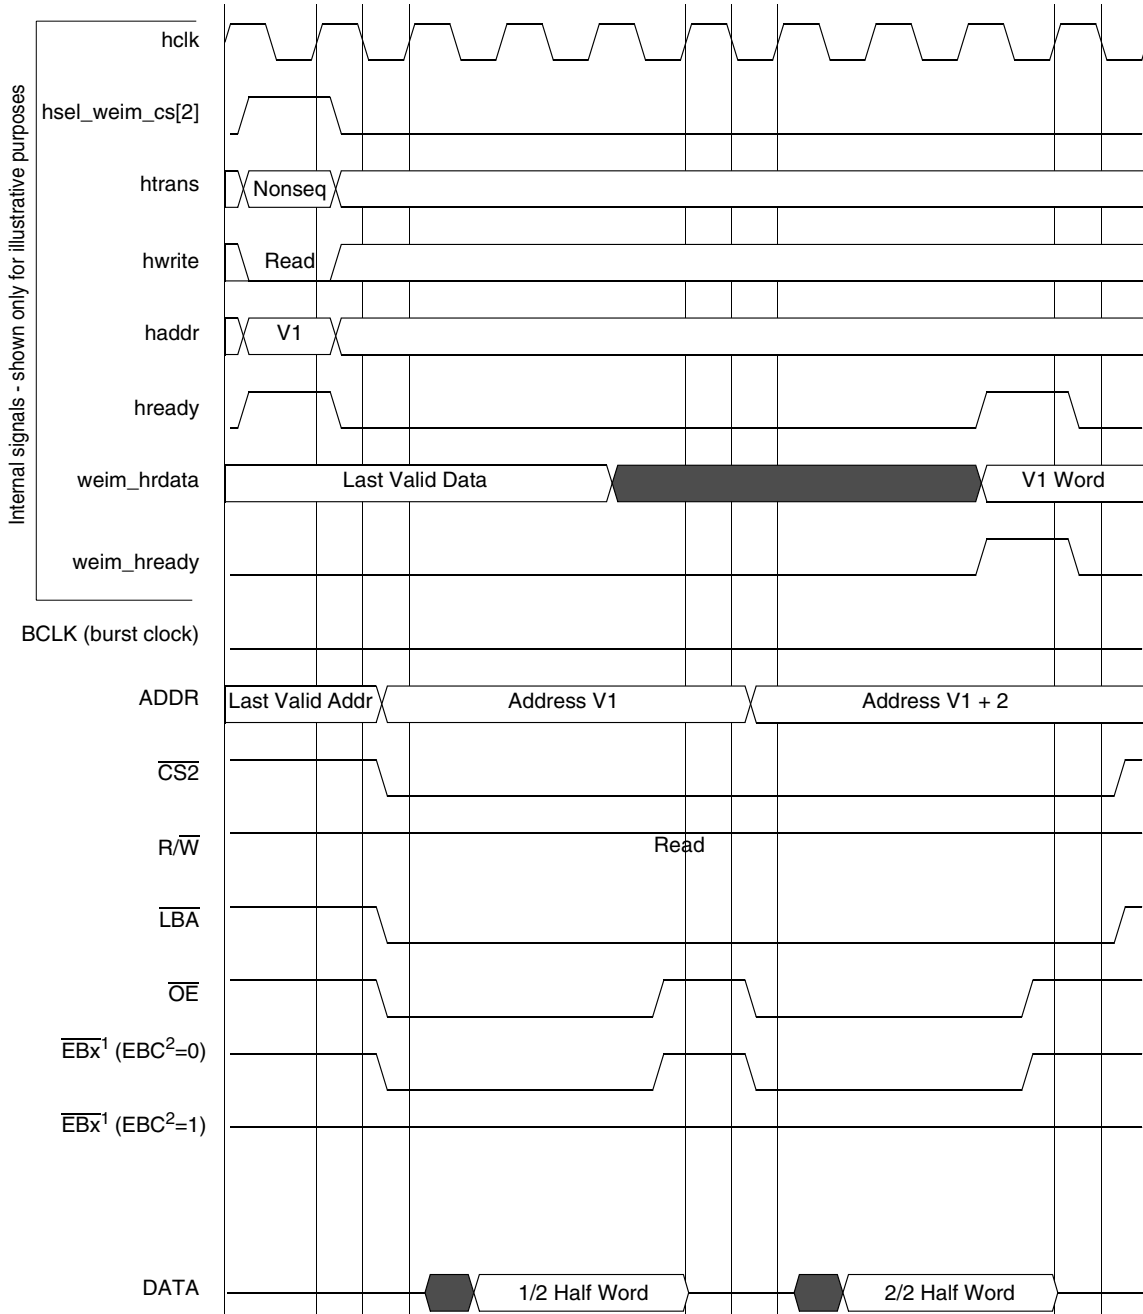 Internal signals - shown only for illustrative purposes
hclk
hsel_weim_cs[2]
htrans
Nonseq
hwrite
Read
haddr
V1
hready
weim_hrdata
Last Valid Data
V1 Word
weim_hready
BCLK (burst clock)
ADDR
Last Valid Addr
Address V1
Address V1 + 2
CS2
R/W
Read
LBA
OE
EBx1 (EBC2=0)
EBx1 (EBC2=1)
DATA
1/2 Half Word
2/2 Half Word